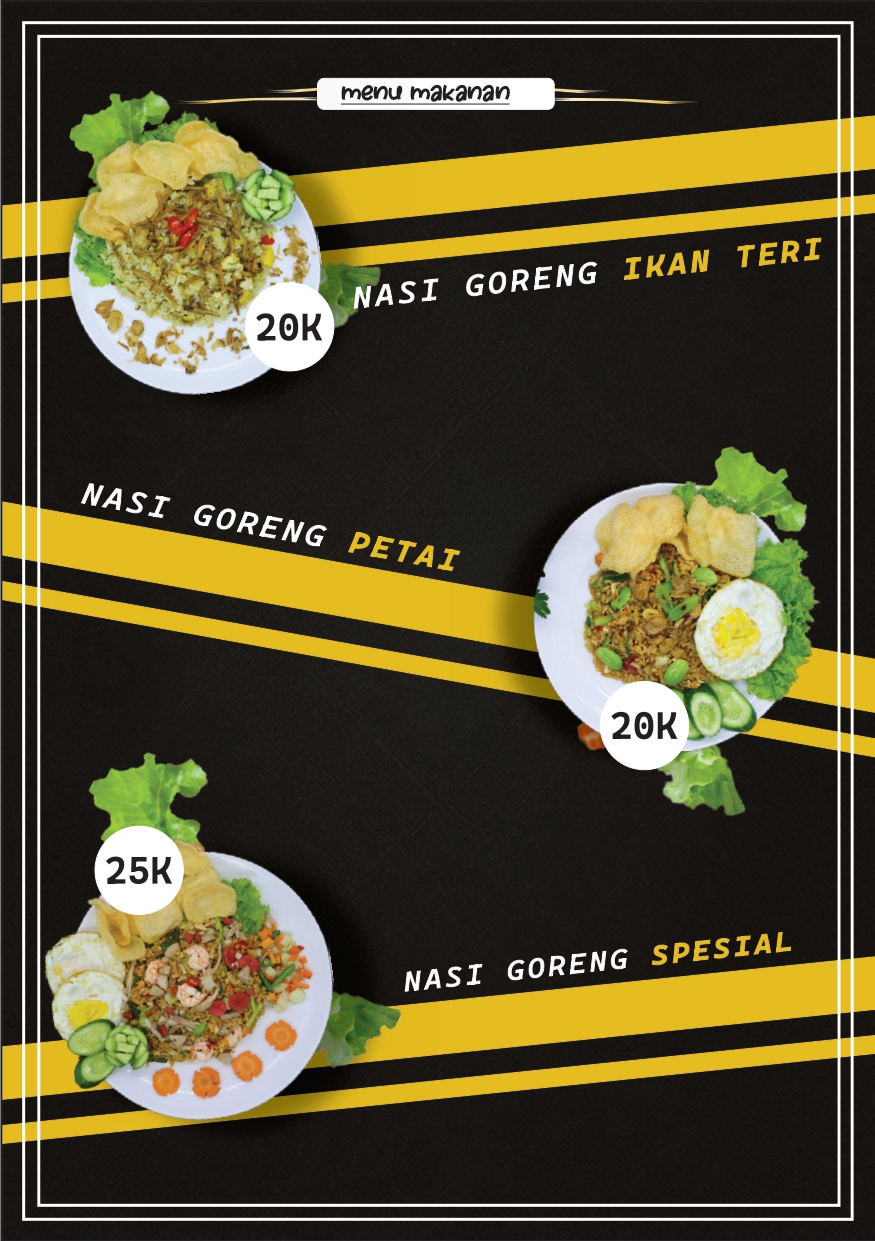 menu makanan
NASI GORENG IKAN TERI
20K
NASI GORENG PETAI
20K
25K
NASI GORENG SPESIAL